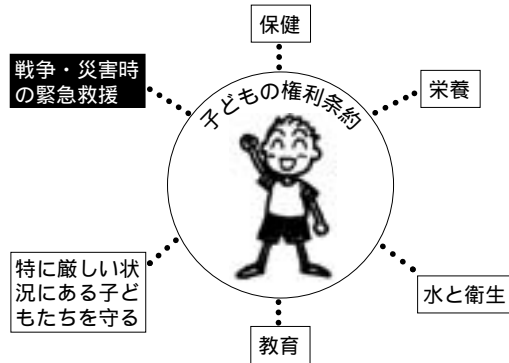 保健
戦争・災害時
の緊急救援
栄養
子どもの権利条約
特に厳しい状
況にある子ど
もたちを守る
水と衛生
教育